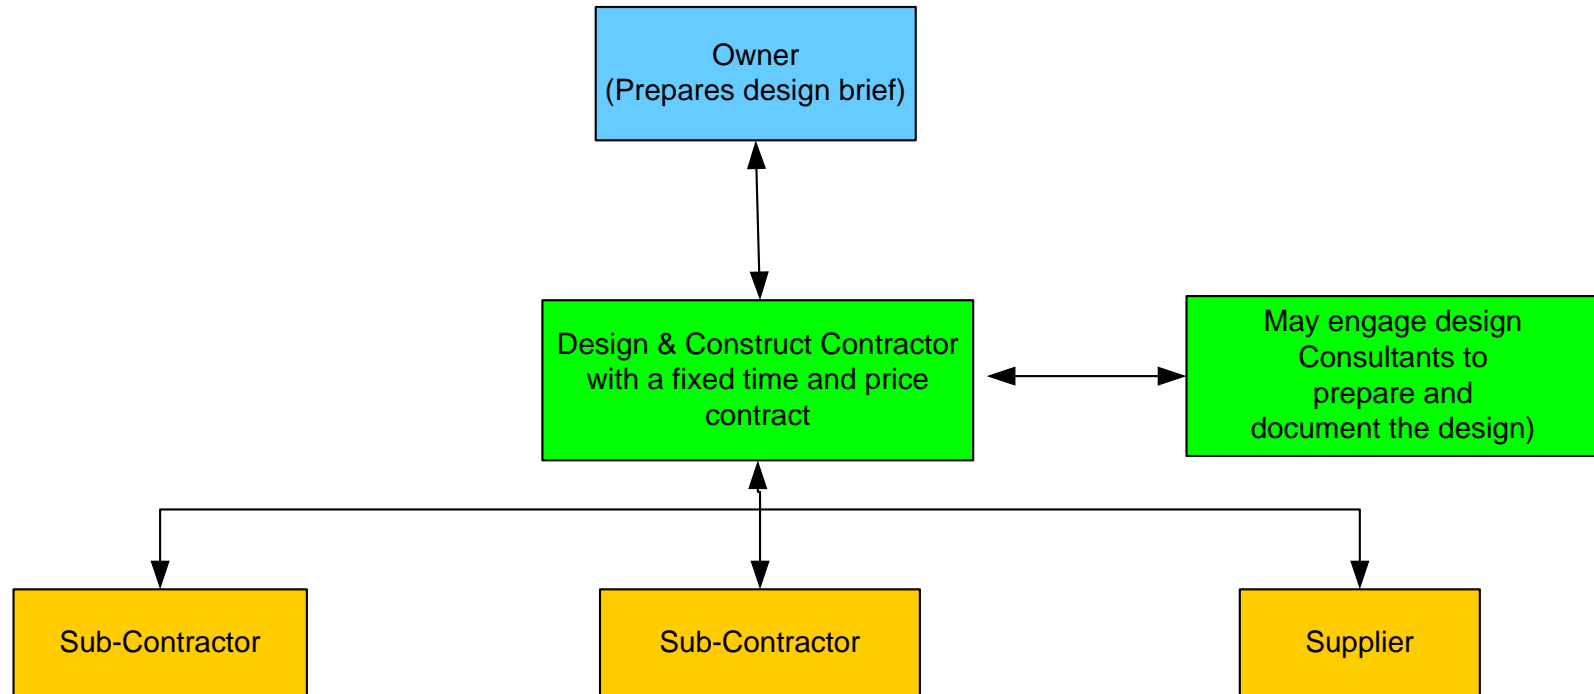 Owner
(Prepares design brief)
Design & Construct Contractor
with a fixed time and price
contract
May engage design
Consultants to
prepare and
document the design)
Sub-Contractor
Sub-Contractor
Supplier